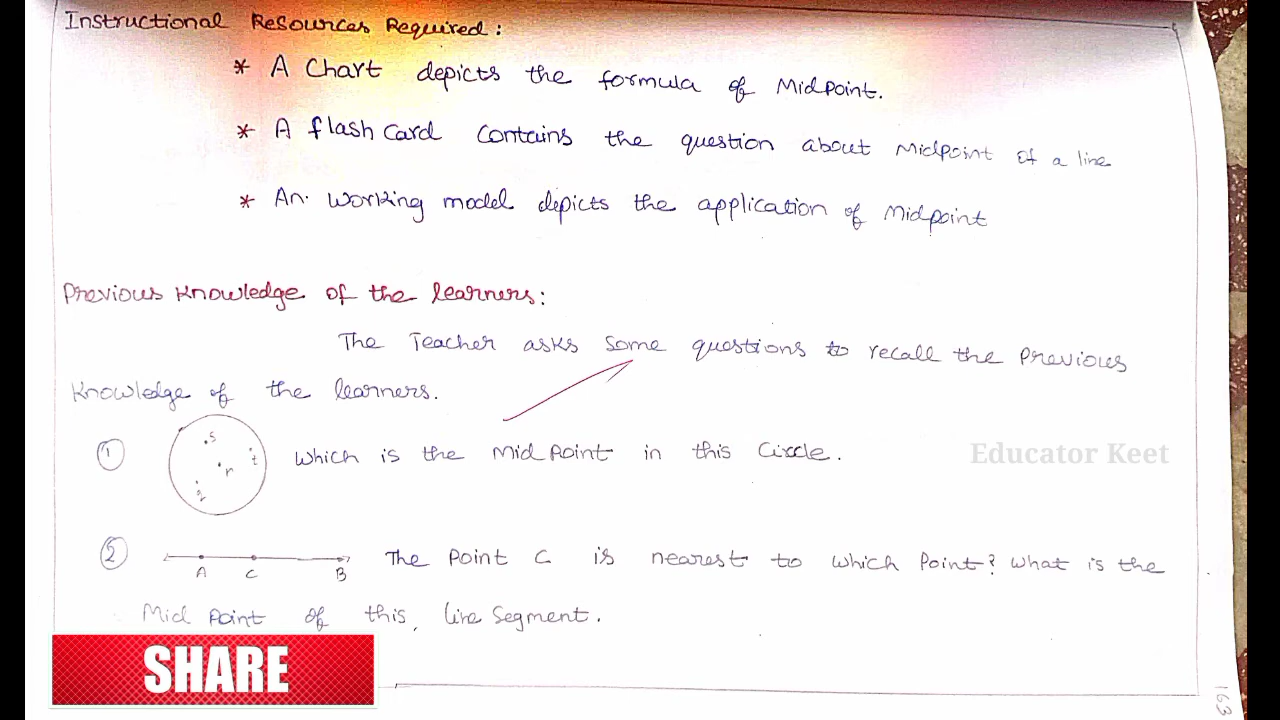 Instructional Resources Required:
* A Chart depicts the formula of Midpoint.
* A flash card contains the question about Midpoint of a line
* An. working model depicts the application of Midpoint
Previous Knowledge of the learners:
The Teacher asks some questions to recall the Previous
Knowledge of the learners.
1 s t r q Which is the Midpoint in this Circle.
Educator Keet
2 A C B The Point C is nearest to which Point? What is the
Mid Point of this, line Segment.
SHARE
163